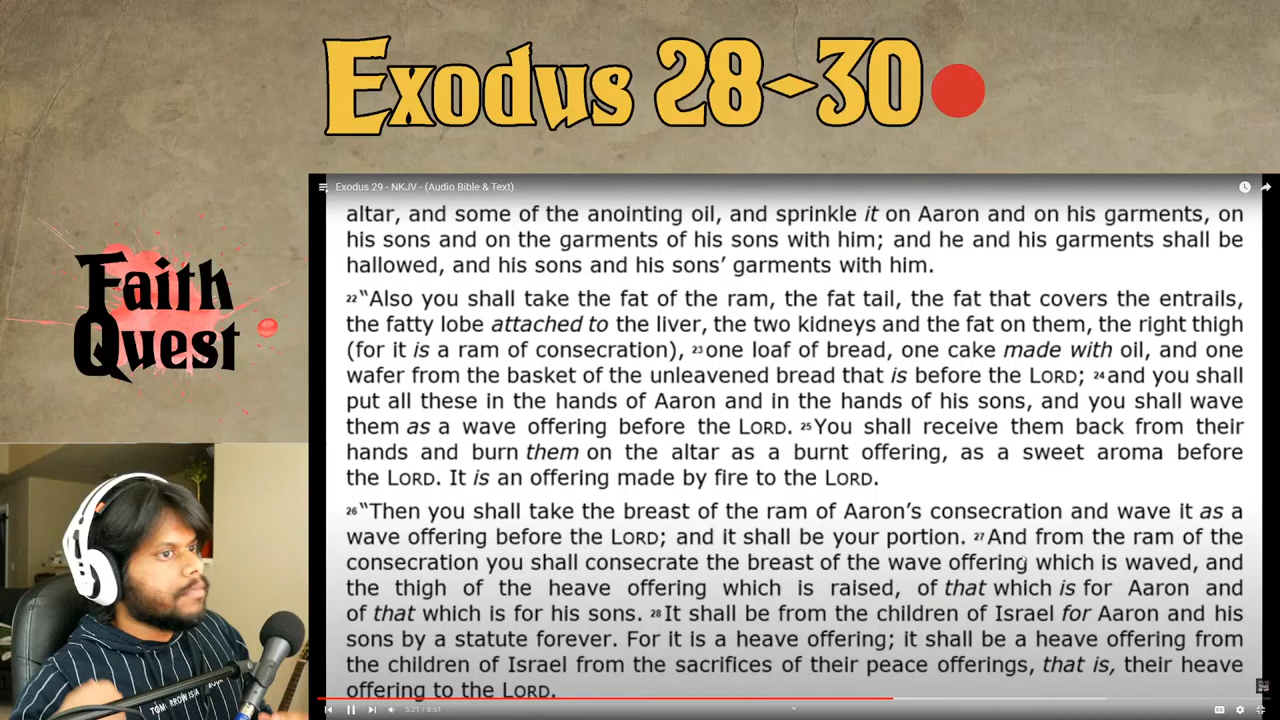 Exodus 28-30
Exodus 29 - NKJV - (Audio Bible & Text)
altar, and some of the anointing oil, and sprinkle it on Aaron and on his garments, on
his sons and on the garments of his sons with him; and he and his garments shall be
hallowed, and his sons and his sons’ garments with him.
22“Also you shall take the fat of the ram, the fat tail, the fat that covers the entrails,
the fatty lobe attached to the liver, the two kidneys and the fat on them, the right thigh
(for it is a ram of consecration), 23one loaf of bread, one cake made with oil, and one
wafer from the basket of the unleavened bread that is before the LORD; 24and you shall
put all these in the hands of Aaron and in the hands of his sons, and you shall wave
them as a wave offering before the LORD. 25You shall receive them back from their
hands and burn them on the altar as a burnt offering, as a sweet aroma before
the LORD. It is an offering made by fire to the LORD.
26“Then you shall take the breast of the ram of Aaron’s consecration and wave it as a
wave offering before the LORD; and it shall be your portion. 27And from the ram of the
consecration you shall consecrate the breast of the wave offering which is waved, and
the thigh of the heave offering which is raised, of that which is for Aaron and
of that which is for his sons. 28It shall be from the children of Israel for Aaron and his
sons by a statute forever. For it is a heave offering; it shall be a heave offering from
the children of Israel from the sacrifices of their peace offerings, that is, their heave
offering to the LORD.
5:21 / 8:51
Faith
Quest